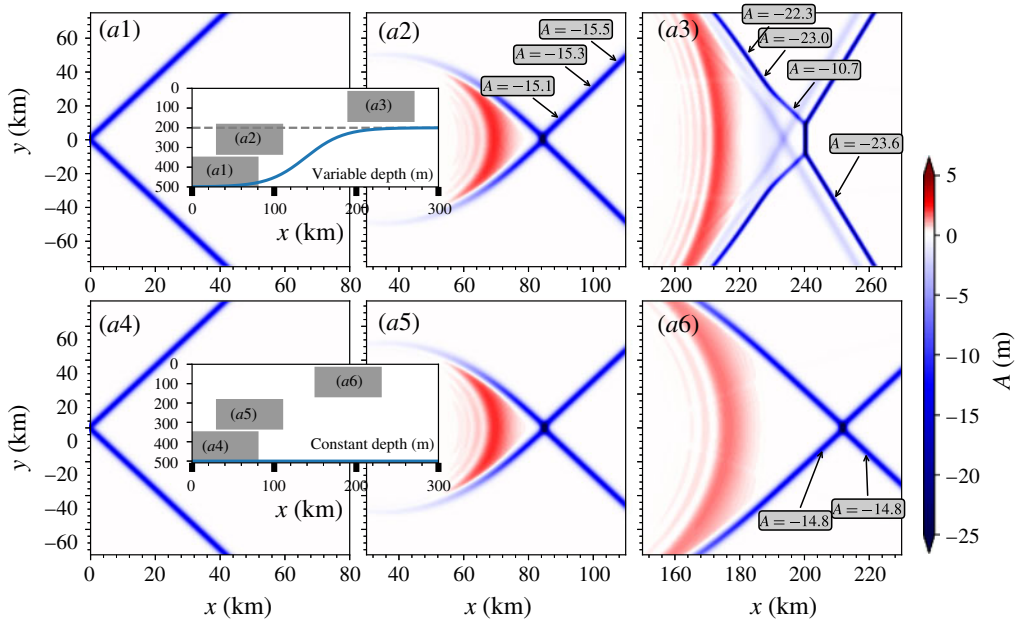 (a1)
60
40
20
0
−20
−40
−60
y (km)
0
20
40
60
80
0
100
200
300
400
500
(a3)
(a2)
(a1)
Variable depth (m)
0
100
200
300
x (km)
(a2)
A = −15.5
A = −15.3
A = −15.1
40
60
80
100
(a3)
A = −22.3
A = −23.0
A = −10.7
A = −23.6
200
220
240
260
(a4)
60
40
20
0
−20
−40
−60
y (km)
0
20
40
60
80
x (km)
0
100
200
300
400
500
(a6)
(a5)
(a4)
Constant depth (m)
0
100
200
300
x (km)
(a5)
40
60
80
100
x (km)
(a6)
A = −14.8
A = −14.8
160
180
200
220
x (km)
5
0
−5
−10
−15
−20
−25
A (m)